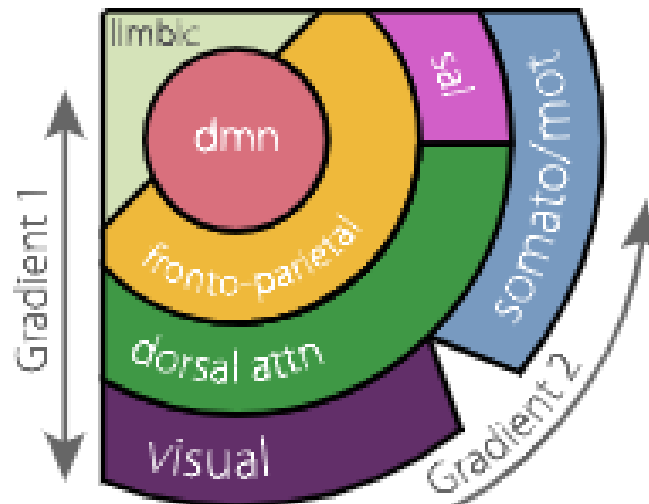 limbic
sal
dmn
somato/mot
fronto-parietal
dorsal attn
visual
Gradient 1
Gradient 2